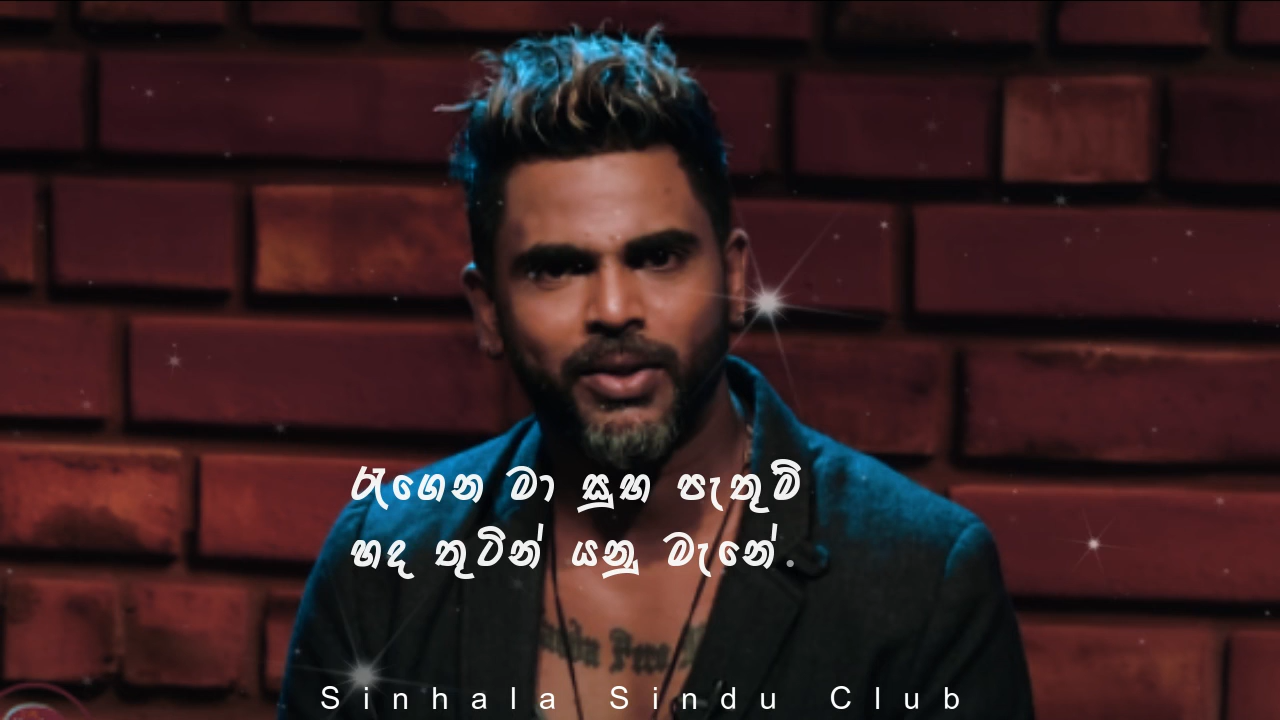 රැගෙන මා සුභ පැතුම්
හද තුටින් යනු මැනේ.
Sinhala Sindu Club